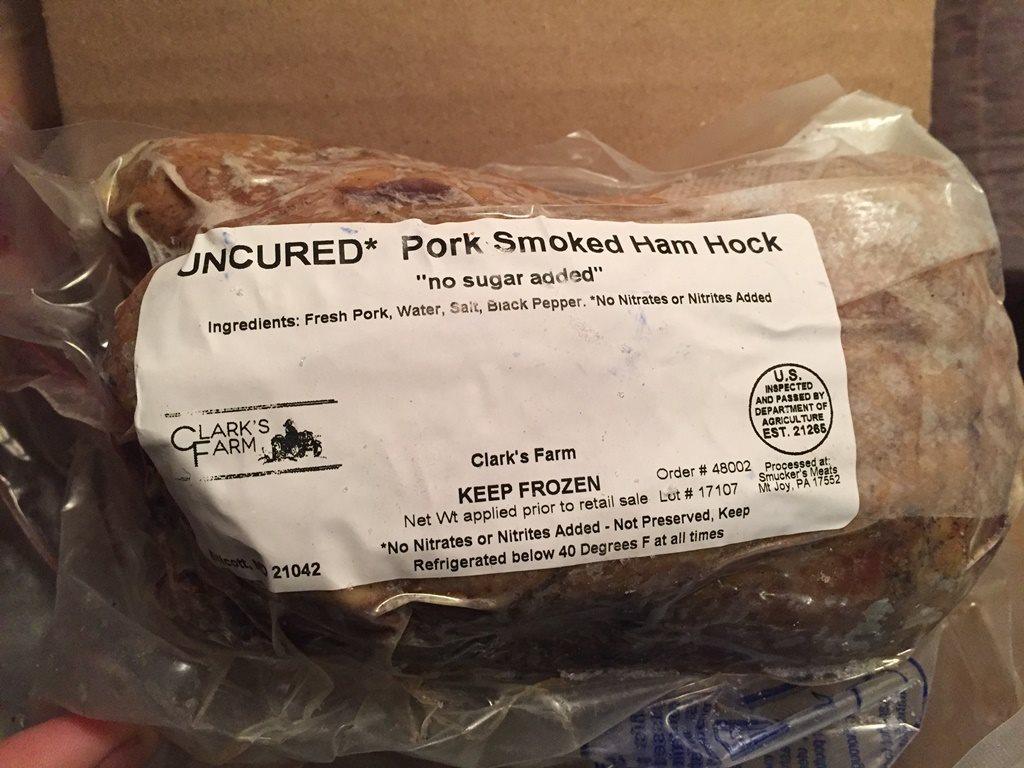 UNCURED* Pork Smoked Ham Hock
"no sugar added"
Ingredients: Fresh Pork, Water, Salt, Black Pepper. *No Nitrates or Nitrites Added
U.S.
INSPECTED
AND PASSED BY
DEPARTMENT OF
AGRICULTURE
EST. 21265
CLARK'S
FARM
Clark's Farm
KEEP FROZEN
Order # 48002
Processed at:
Smucker's Meats
Mt Joy, PA 17552
Net Wt applied prior to retail sale
Lot # 17107
*No Nitrates or Nitrites Added - Not Preserved, Keep
Refrigerated below 40 Degrees F at all times
21042